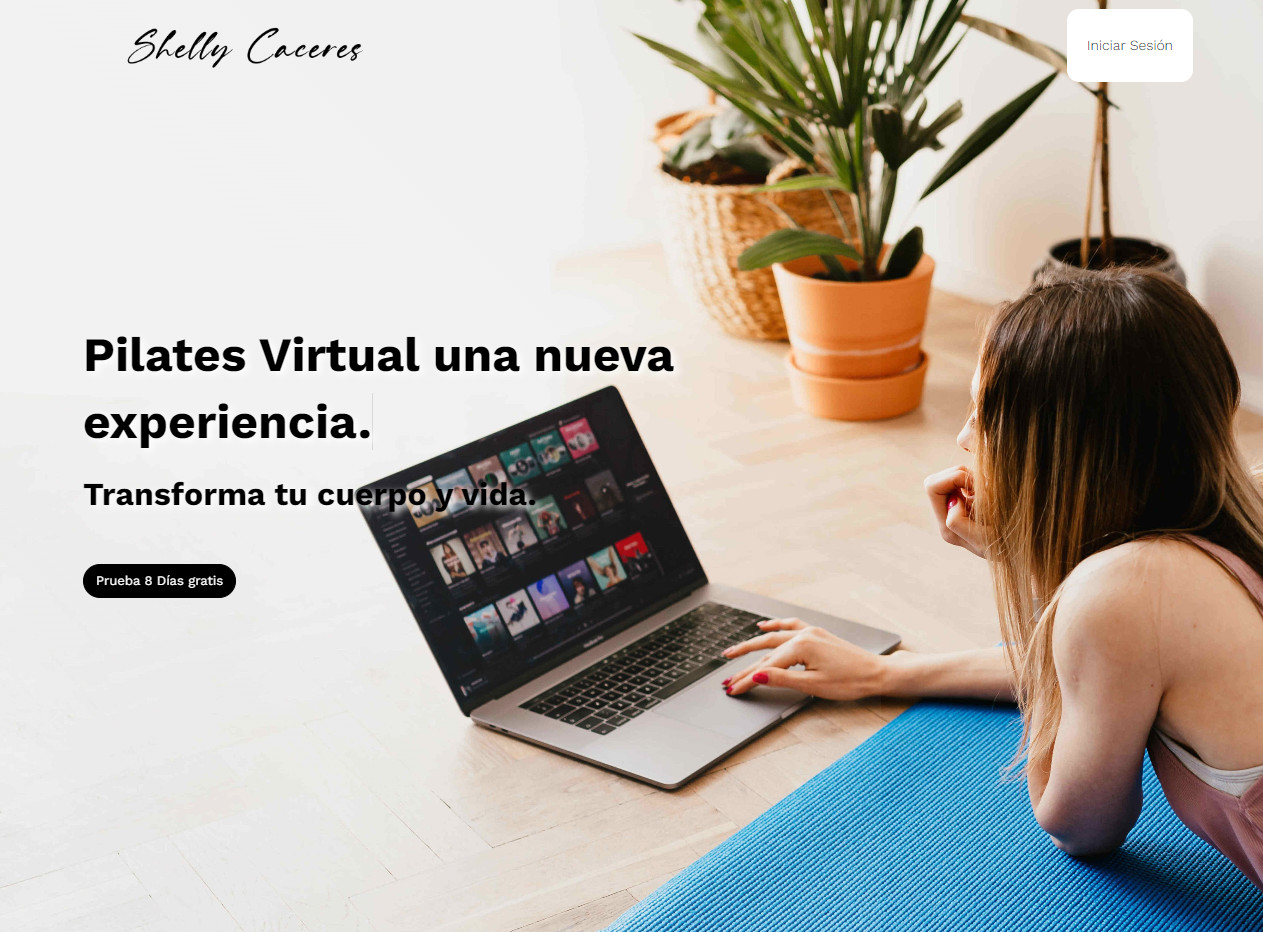 Shelly Caceres
Iniciar Sesión
Pilates Virtual una nueva
experiencia.
Transforma tu cuerpo y vida.
Prueba 8 Días gratis